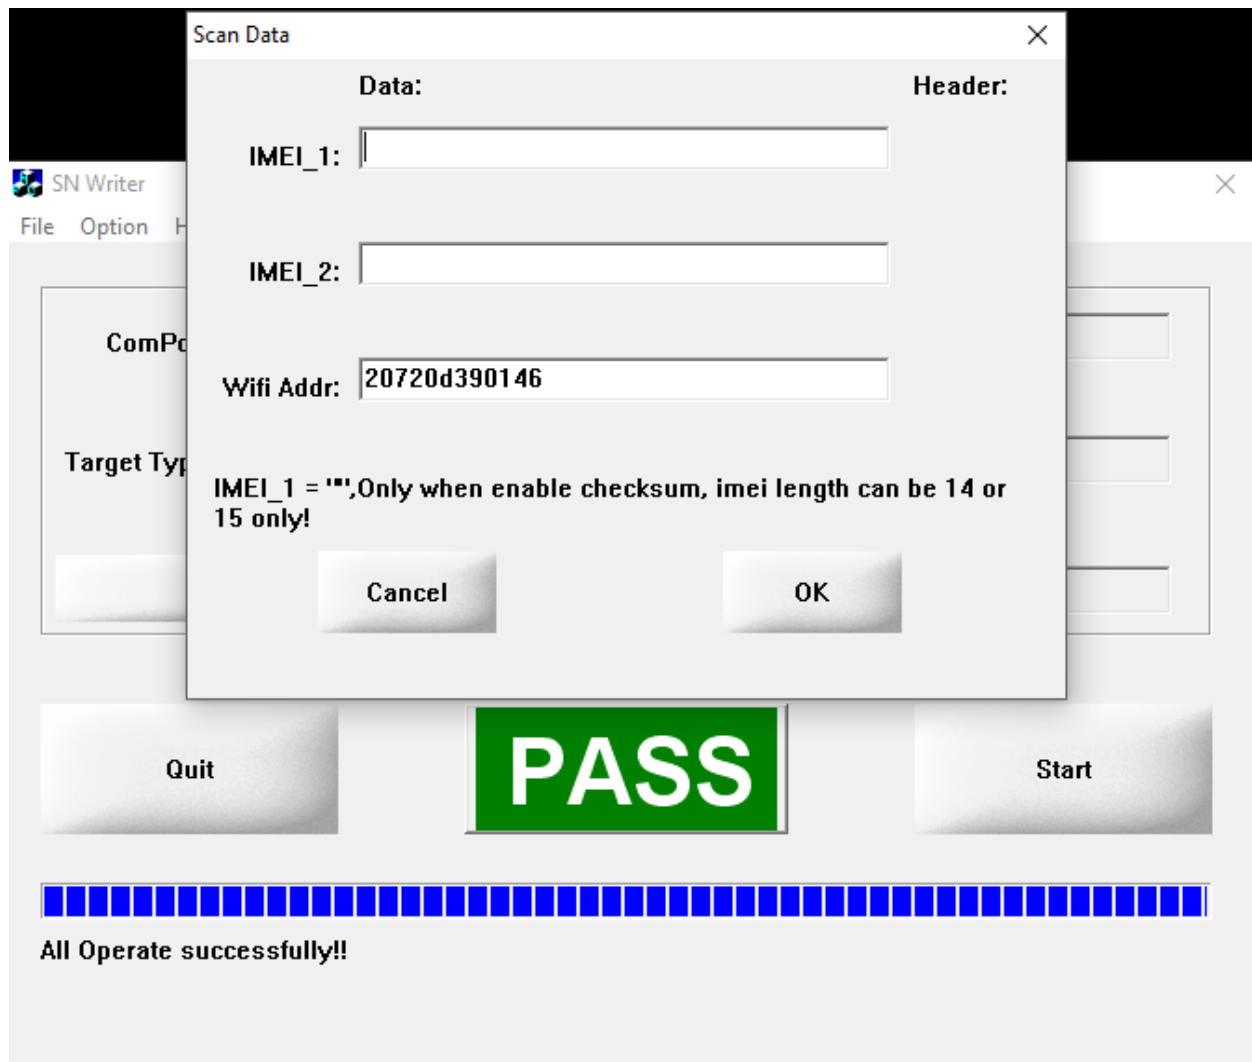 Scan Data
Data: Header:
IMEI_1:
SN Writer
File Option H
IMEI_2:
ComPo
Wifi Addr: 20720d390146
Target Typ
IMEI_1 = "",Only when enable checksum, imei length can be 14 or
15 only!
Cancel OK
Quit PASS Start
All Operate successfully!!